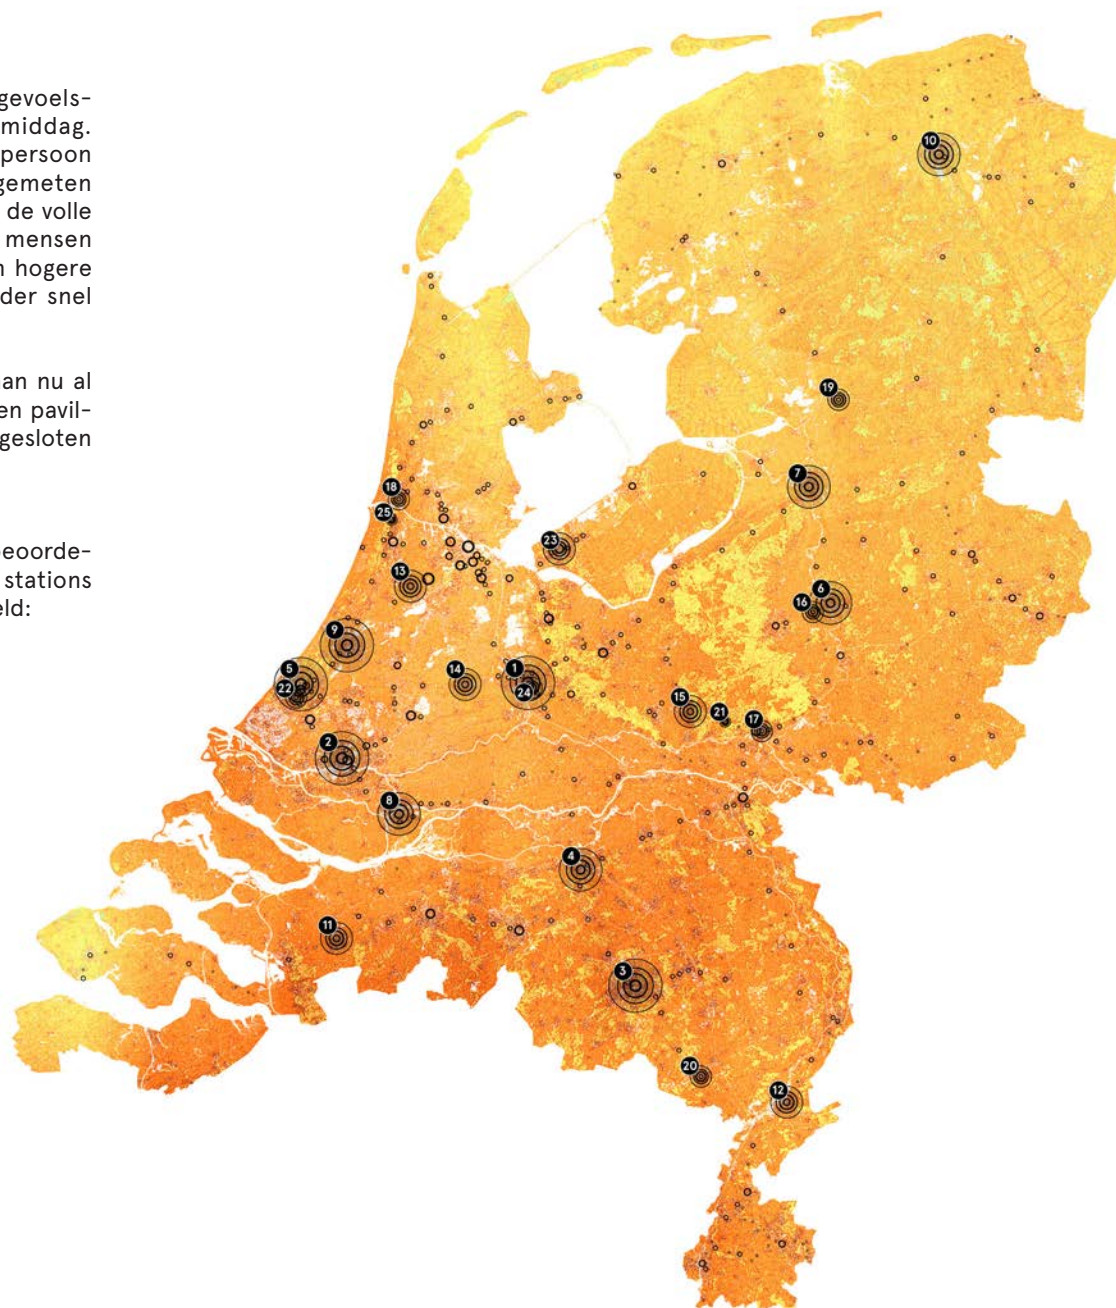 gevoels-
middag.
persoon
gemeten
de volle
mensen
n hogere
der snel
an nu al
en pavil-
gesloten
beoorde-
stations
eld:
10
19
7
18
25
23
13
6
16
9
5
22
14
1
24
15
21
17
2
8
4
11
3
20
12